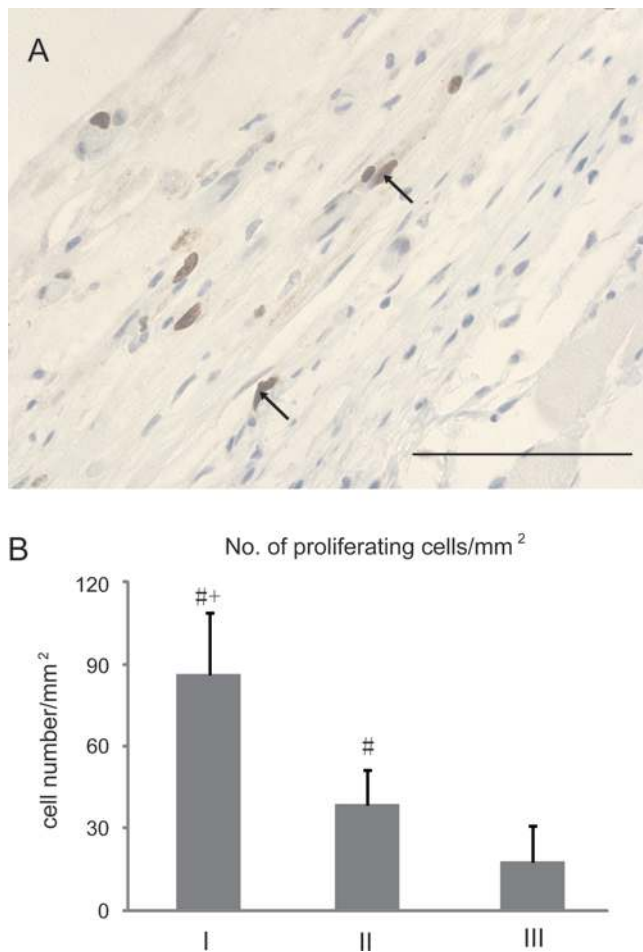 A
B
No. of proliferating cells/mm²
cell number/mm²
120
90
60
30
0
#+
#
I
II
III